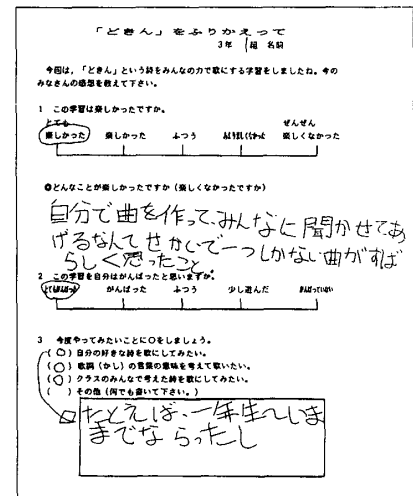 「どきん」をふりかえって
3年 1組 名前
今回は、「どきん」という詩をみんなの力で歌にする学習をしましたね。今の
みなさんの感想を教えて下さい。
1 この学習は楽しかったですか。
とても ぜんぜん
楽しかった 楽しかった ふつう 楽しくなかった
◎どんなことが楽しかったですか(楽しくなかったですか)
自分で曲を作って、みんなに聞かせてあ
げるなんてせかいで一つしかない曲がすば
らしく思ったこと。
2 この学習を自分はがんばったと思いますか。
とてもがんばった がんばった ふつう 少し遊んだ がんばっていない
3 今度やってみたいことに○をしましょう。
(○)自分の好きな詩を歌にしてみたい。
(○)歌詞(かし)の言葉の意味を考えて歌いたい。
(○)クラスのみんなで考えた詩を歌にしてみたい。
( )その他(何でも書いて下さい。)
たとえば、一年生〜いま
までならったし